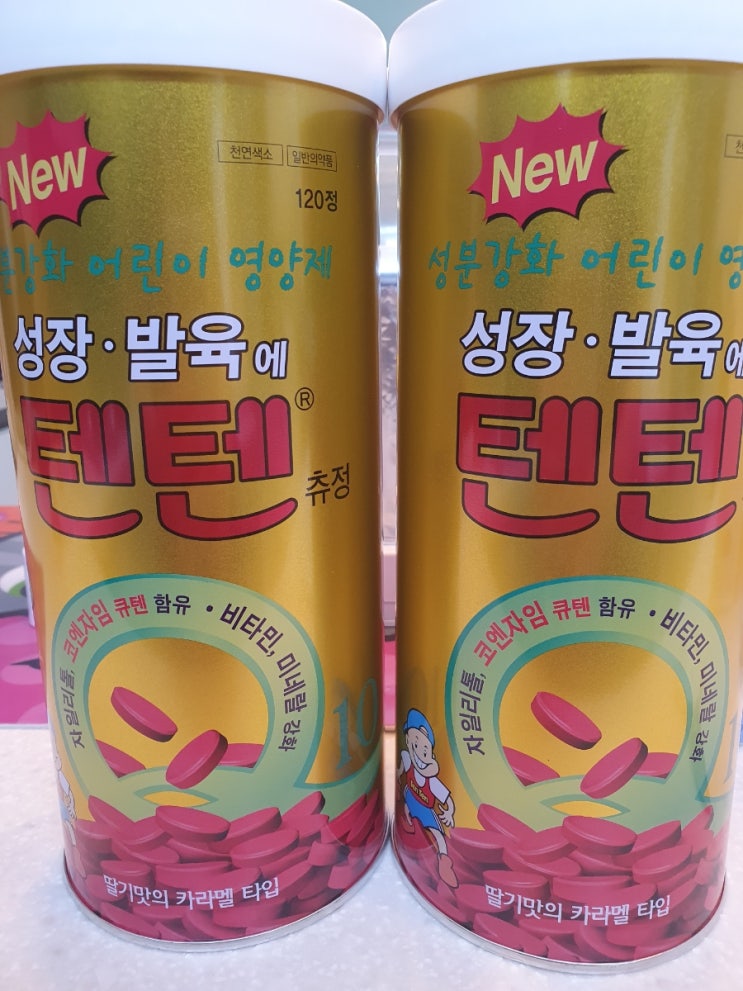 New
천연색소 일반의약품
120정
분강화 어린이 영양제
성장·발육에
텐텐®
츄정
자일리톨, 코엔자임 큐텐 함유 · 비타민, 미네랄 강화
10
딸기맛의 카라멜 타입
New
천
성분강화 어린이 영
성장·발육에
텐텐
자일리톨, 코엔자임 큐텐 함유 · 비타민, 미네랄 강화
1
딸기맛의 카라멜 타입